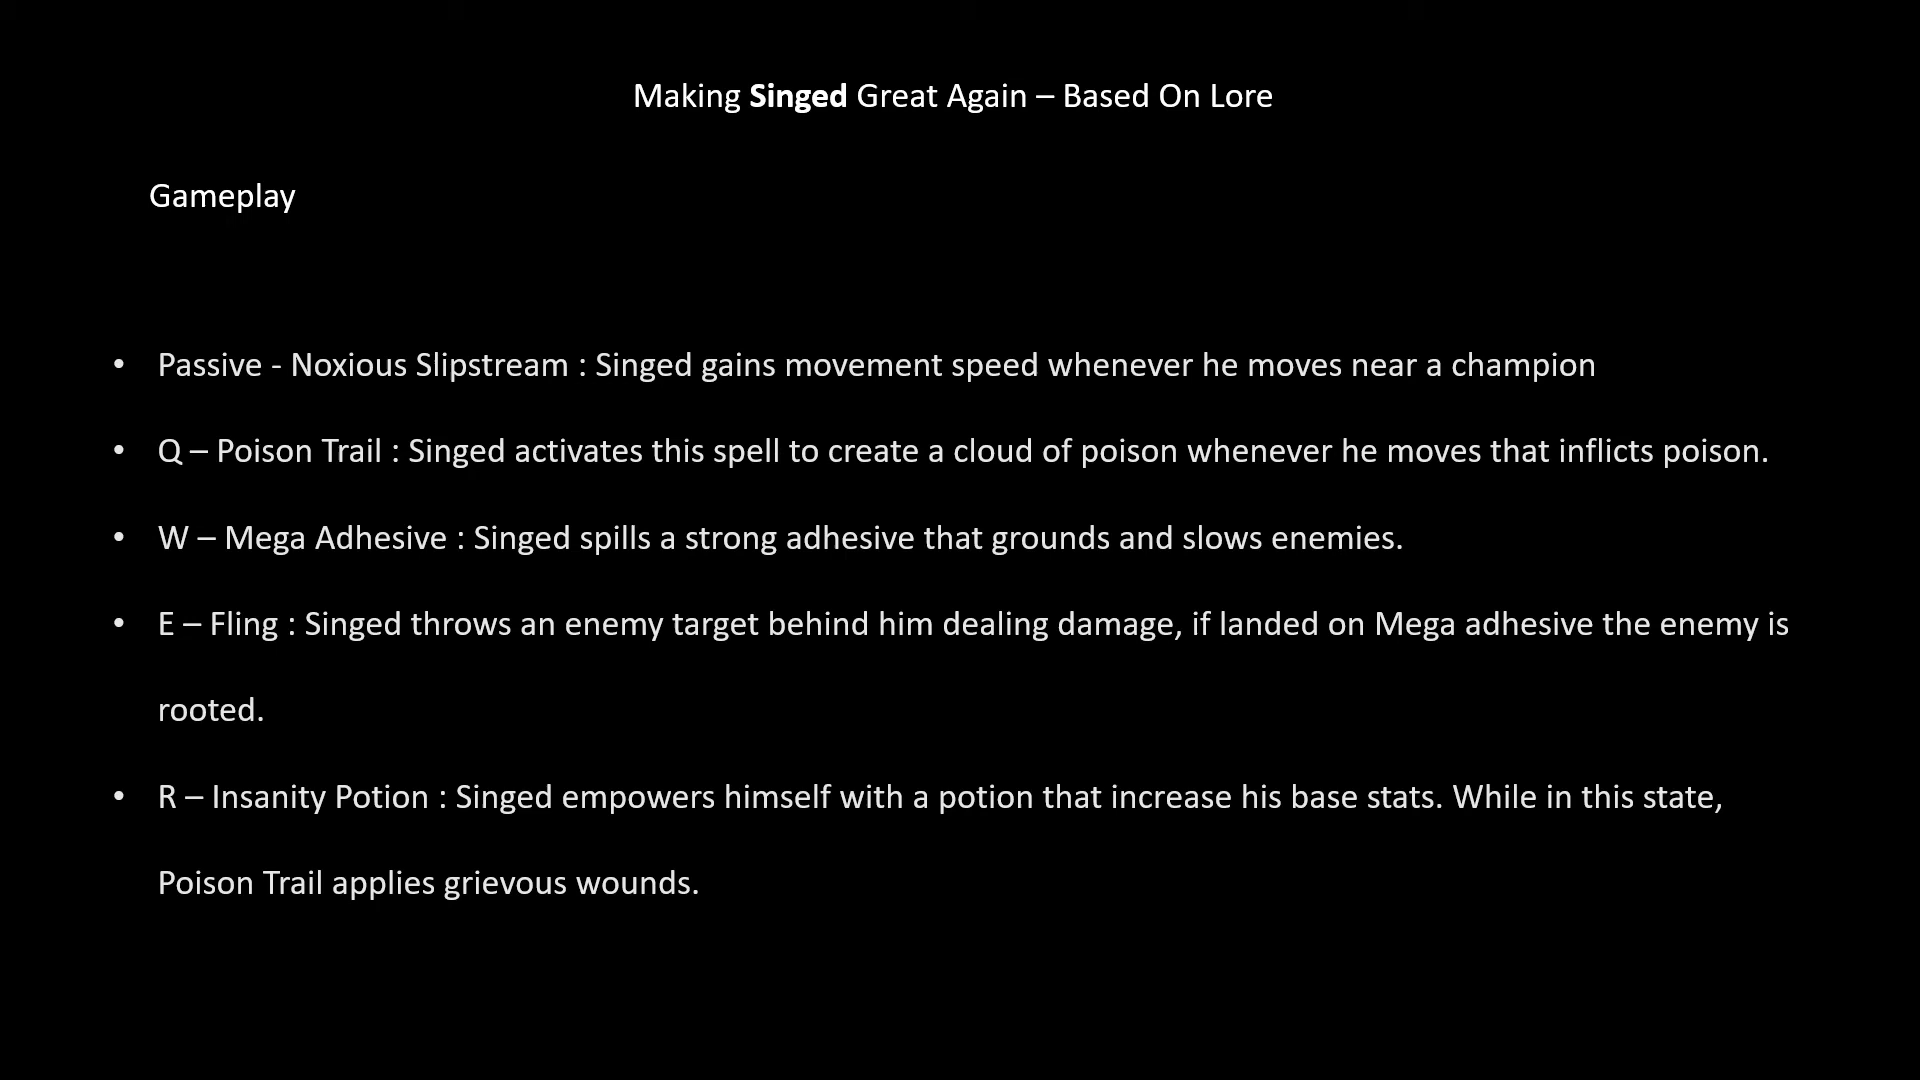 Making Singed Great Again – Based On Lore
Gameplay
• Passive - Noxious Slipstream : Singed gains movement speed whenever he moves near a champion
• Q – Poison Trail : Singed activates this spell to create a cloud of poison whenever he moves that inflicts poison.
• W – Mega Adhesive : Singed spills a strong adhesive that grounds and slows enemies.
• E – Fling : Singed throws an enemy target behind him dealing damage, if landed on Mega adhesive the enemy is
rooted.
• R – Insanity Potion : Singed empowers himself with a potion that increase his base stats. While in this state,
Poison Trail applies grievous wounds.